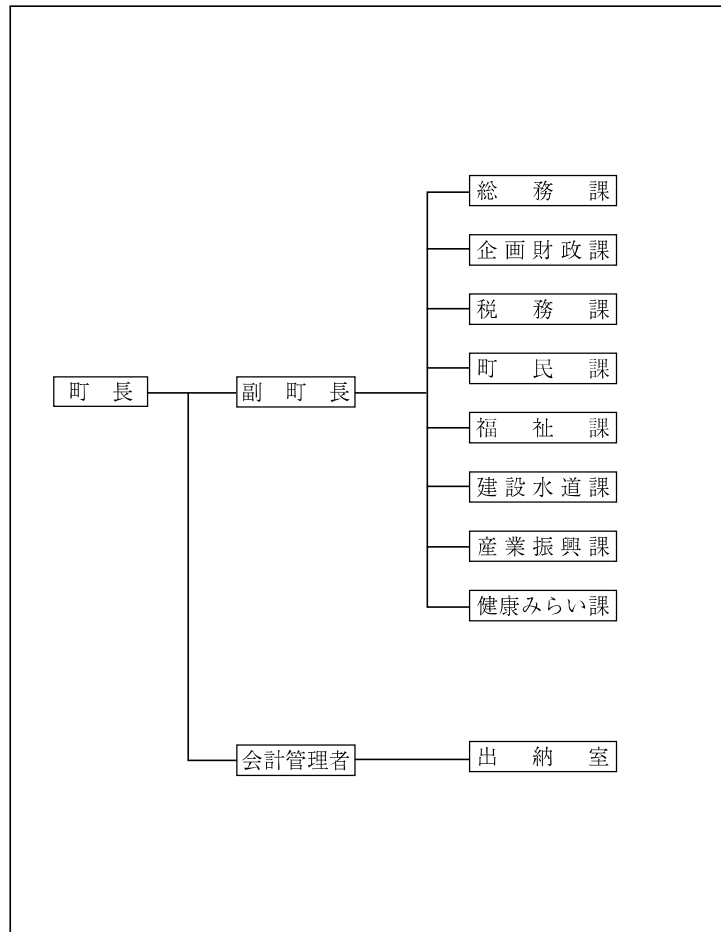 総務課
企画財政課
税務課
町民課
町長
副町長
福祉課
建設水道課
産業振興課
健康みらい課
会計管理者
出納室